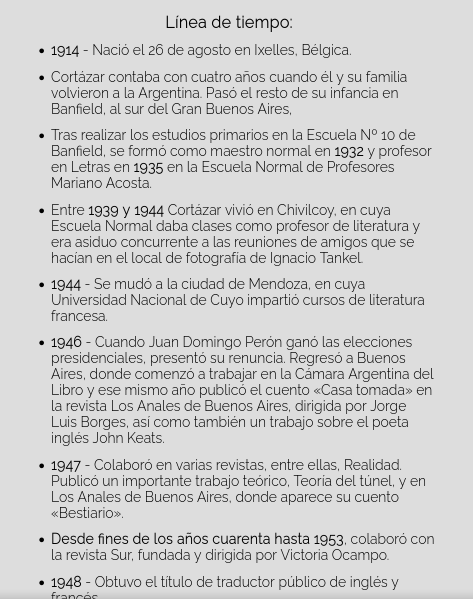 Línea de tiempo:
• 1914 - Nació el 26 de agosto en Ixelles, Bélgica.
• Cortázar contaba con cuatro años cuando él y su familia
volvieron a la Argentina. Pasó el resto de su infancia en
Banfield, al sur del Gran Buenos Aires,
• Tras realizar los estudios primarios en la Escuela Nº 10 de
Banfield, se formó como maestro normal en 1932 y profesor
en Letras en 1935 en la Escuela Normal de Profesores
Mariano Acosta.
• Entre 1939 y 1944 Cortázar vivió en Chivilcoy, en cuya
Escuela Normal daba clases como profesor de literatura y
era asiduo concurrente a las reuniones de amigos que se
hacían en el local de fotografía de Ignacio Tankel.
• 1944 - Se mudó a la ciudad de Mendoza, en cuya
Universidad Nacional de Cuyo impartió cursos de literatura
francesa.
• 1946 - Cuando Juan Domingo Perón ganó las elecciones
presidenciales, presentó su renuncia. Regresó a Buenos
Aires, donde comenzó a trabajar en la Cámara Argentina del
Libro y ese mismo año publicó el cuento «Casa tomada» en
la revista Los Anales de Buenos Aires, dirigida por Jorge
Luis Borges, así como también un trabajo sobre el poeta
inglés John Keats.
• 1947 - Colaboró en varias revistas, entre ellas, Realidad.
Publicó un importante trabajo teórico, Teoría del túnel, y en
Los Anales de Buenos Aires, donde aparece su cuento
«Bestiario».
• Desde fines de los años cuarenta hasta 1953, colaboró con
la revista Sur, fundada y dirigida por Victoria Ocampo.
• 1948 - Obtuvo el título de traductor público de inglés y
francés